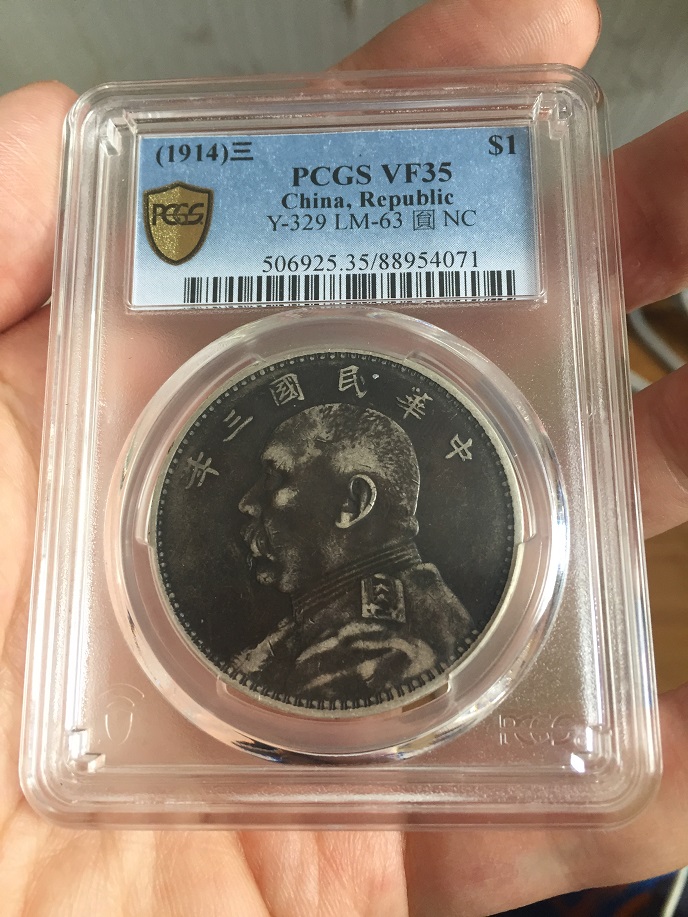 (1914)三 $1
PCGS VF35
China, Republic
Y-329 LM-63 圓 NC
506925.35/88954071
PCGS
中華民國三年
PCGS